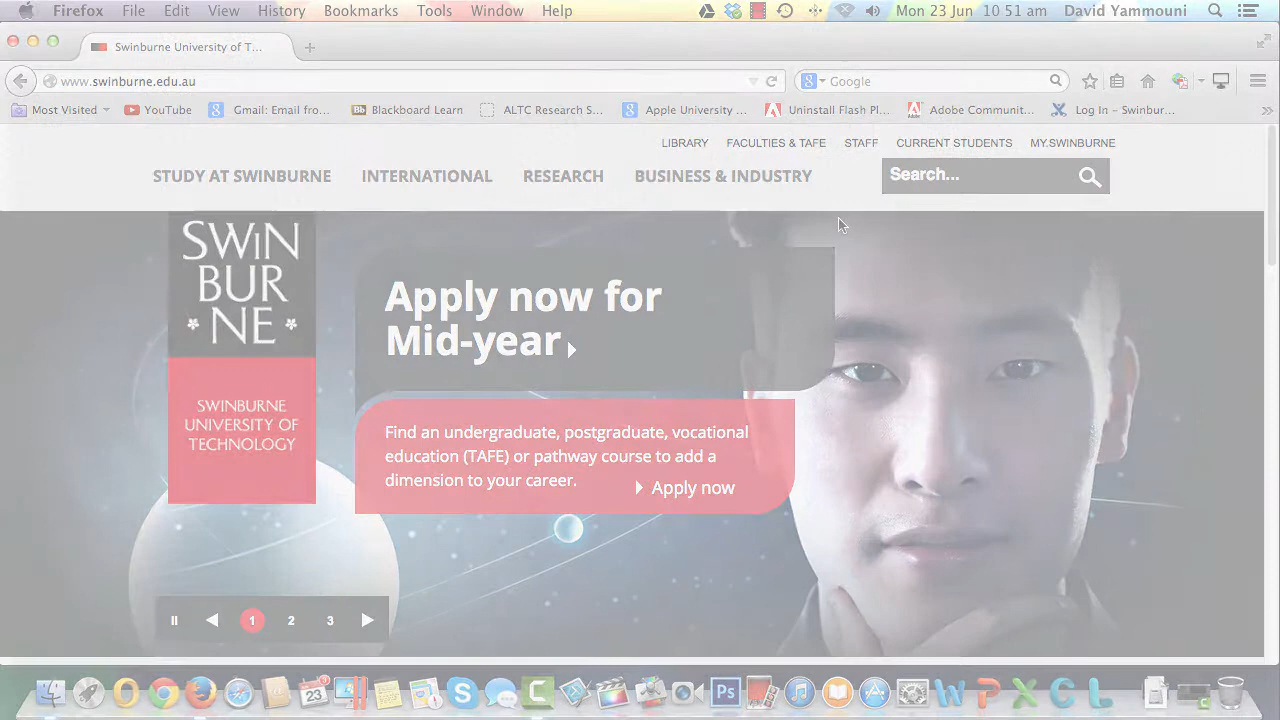 Firefox File Edit View History Bookmarks Tools Window Help Mon 23 Jun 10 51 am David Yammouni
Swinburne University of T...
www.swinburne.edu.au Google
Most Visited YouTube Gmail: Email fro... Blackboard Learn ALTC Research S... Apple University ... Uninstall Flash Pl... Adobe Communit... Log In – Swinbur...
LIBRARY FACULTIES & TAFE STAFF CURRENT STUDENTS MY.SWINBURNE
STUDY AT SWINBURNE INTERNATIONAL RESEARCH BUSINESS & INDUSTRY Search...
SWIN
BUR
NE
SWINBURNE
UNIVERSITY OF
TECHNOLOGY
Apply now for
Mid-year
Find an undergraduate, postgraduate, vocational
education (TAFE) or pathway course to add a
dimension to your career. Apply now
1 2 3
23
Ps